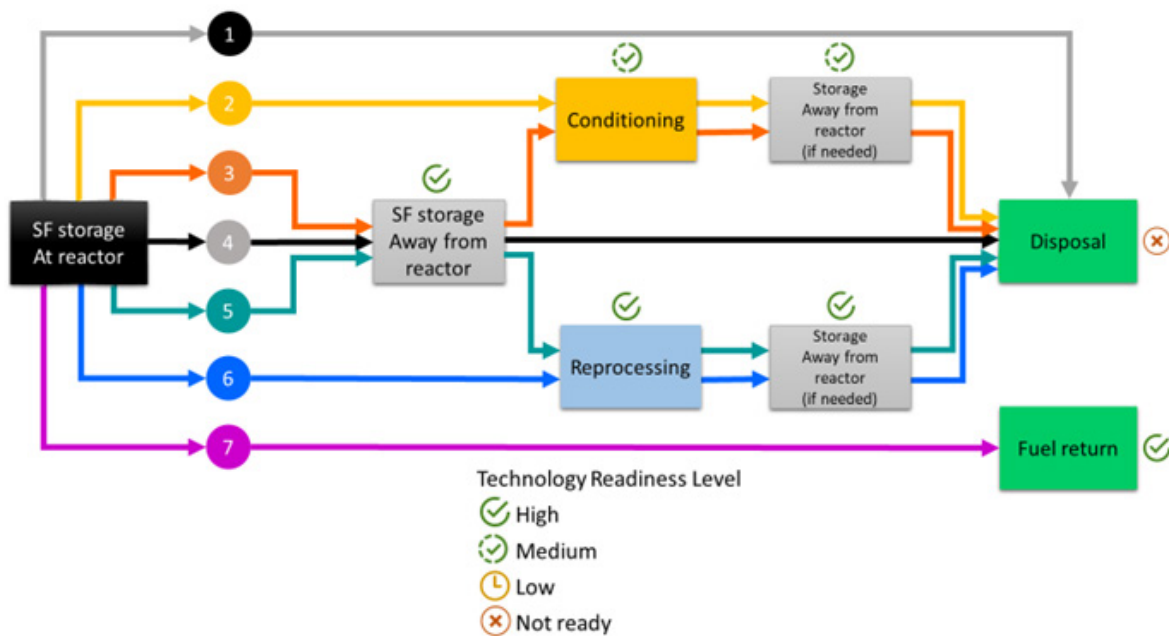 1
2
Conditioning
Storage
Away from
reactor
(if needed)
3
SF storage
At reactor
4
SF storage
Away from
reactor
Disposal
5
6
Reprocessing
Storage
Away from
reactor
(if needed)
7
Fuel return
Technology Readiness Level
High
Medium
Low
Not ready